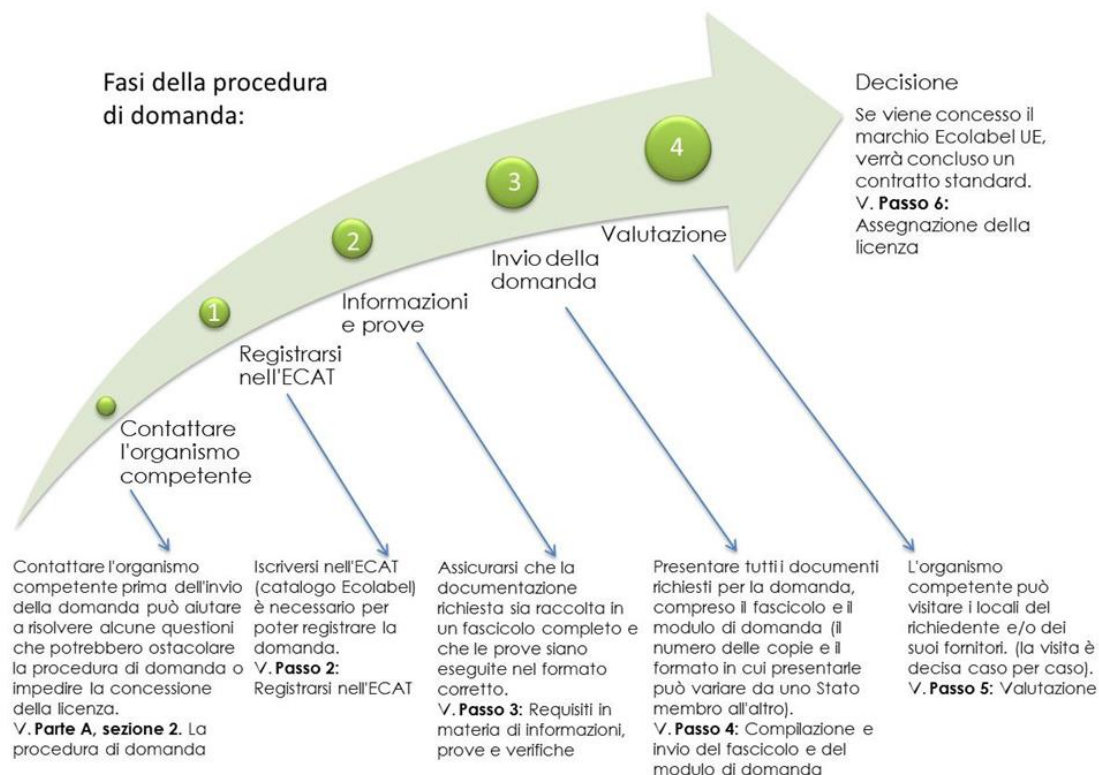 Fasi della procedura
di domanda:
Decisione
Se viene concesso il
marchio Ecolabel UE,
verrà concluso un
contratto standard.
V. Passo 6:
Assegnazione della
licenza
4
3
Valutazione
2
Invio della
domanda
1
Informazioni
e prove
Registrarsi
nell'ECAT
Contattare
l'organismo
competente
Contattare l'organismo
competente prima dell'invio
della domanda può aiutare
a risolvere alcune questioni
che potrebbero ostacolare
la procedura di domanda o
impedire la concessione
della licenza.
V. Parte A, sezione 2. La
procedura di domanda
Iscriversi nell'ECAT
(catalogo Ecolabel)
è necessario per
poter registrare la
domanda.
V. Passo 2:
Registrarsi nell'ECAT
Assicurarsi che la
documentazione
richiesta sia raccolta in
un fascicolo completo e
che le prove siano
eseguite nel formato
corretto.
V. Passo 3: Requisiti in
materia di informazioni,
prove e verifiche
Presentare tutti i documenti
richiesti per la domanda,
compreso il fascicolo e il
modulo di domanda (il
numero delle copie e il
formato in cui presentarle
può variare da uno Stato
membro all'altro).
V. Passo 4: Compilazione e
invio del fascicolo e del
modulo di domanda
L'organismo
competente può
visitare i locali del
richiedente e/o dei
suoi fornitori. (la visita è
decisa caso per caso).
V. Passo 5: Valutazione